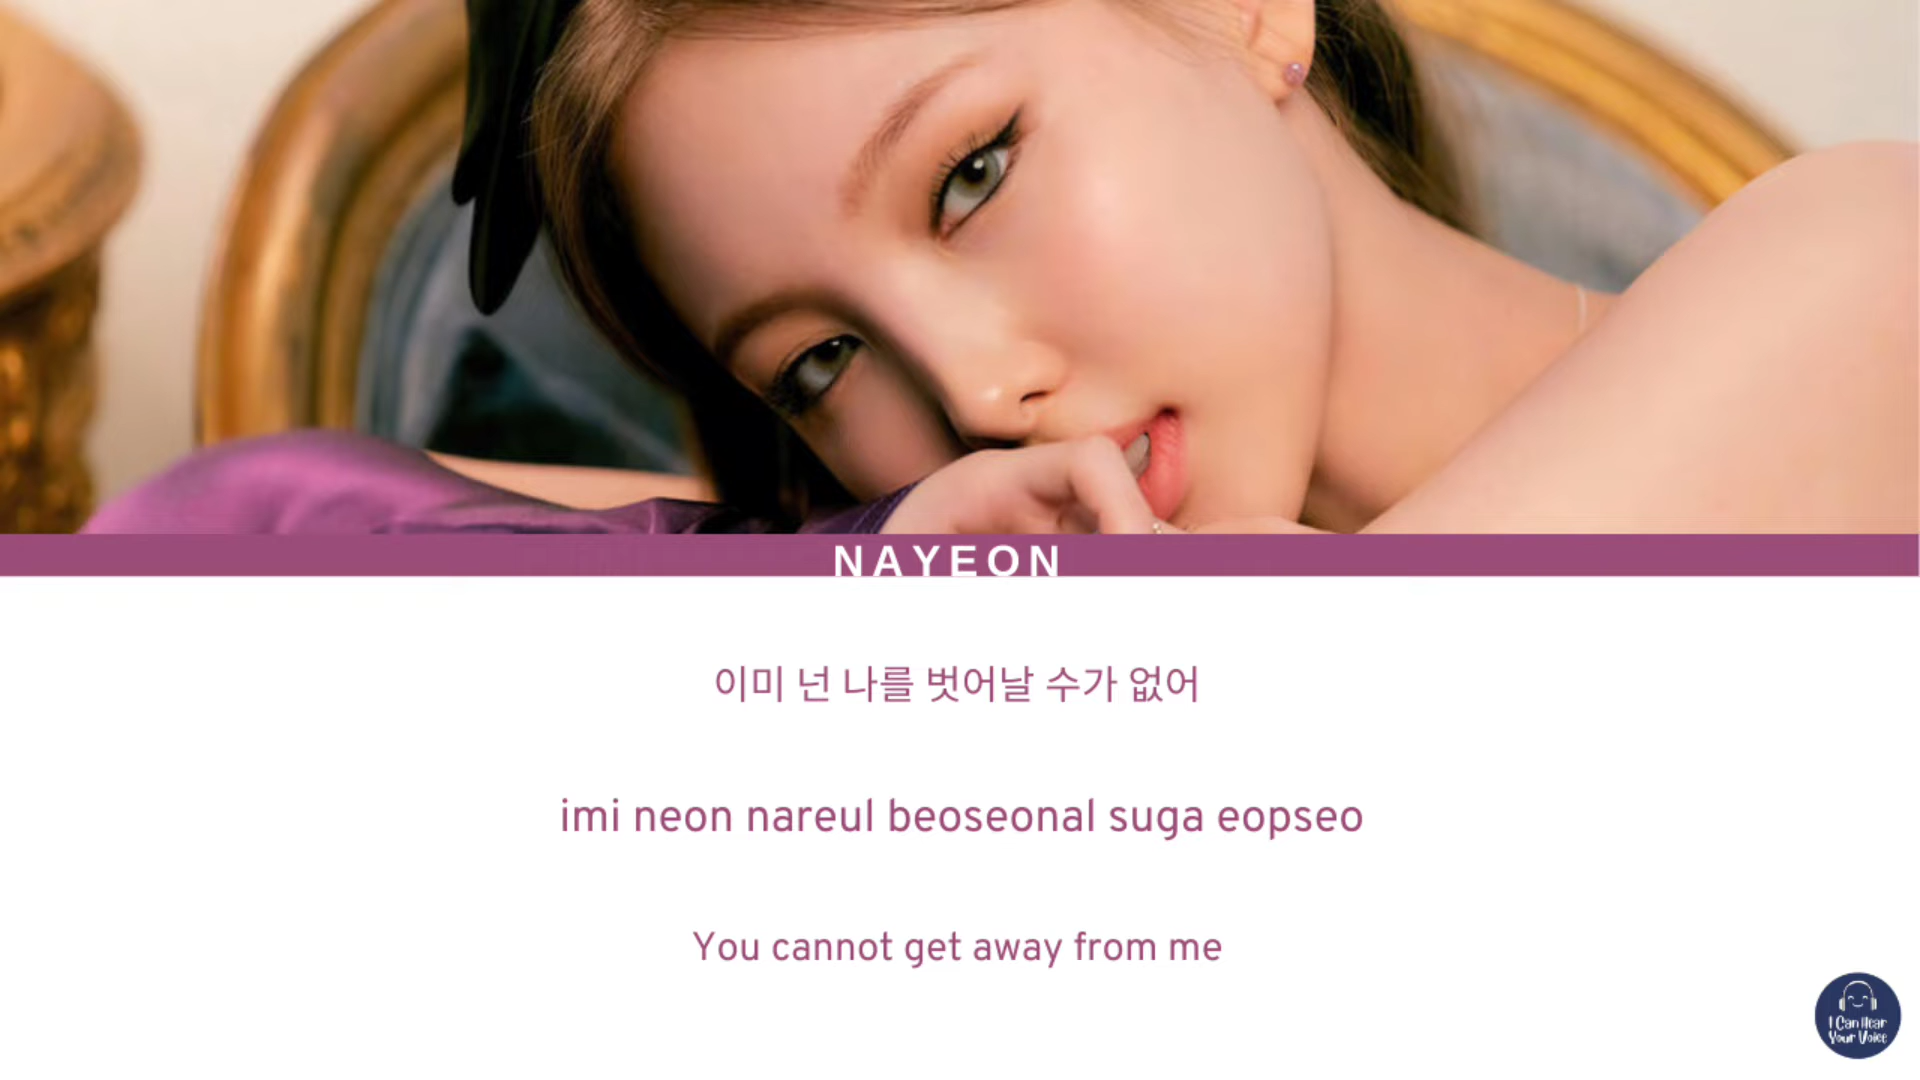 NAYEON
이미 넌 나를 벗어날 수가 없어
imi neon nareul beoseonal suga eopseo
You cannot get away from me
I Can Hear
Your Voice